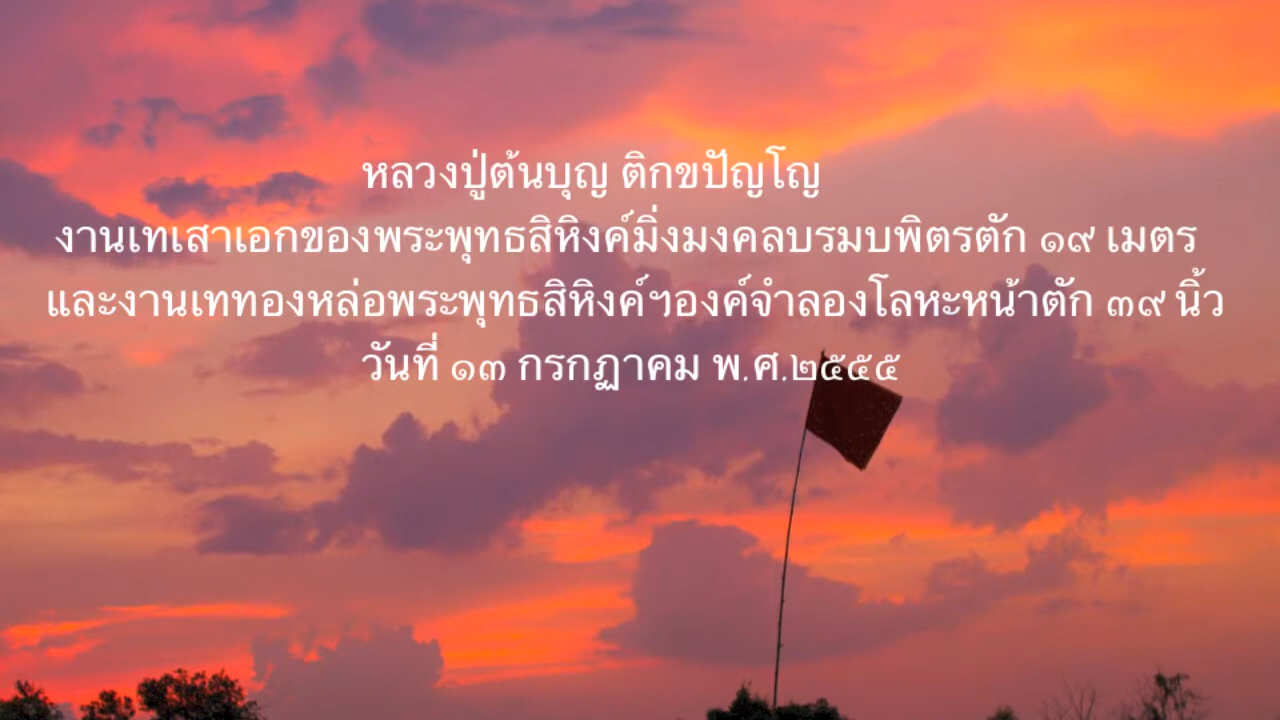 หลวงปู่ต้นบุญ ติกขปัญโญ
งานเทเสาเอกของพระพุทธสิหิงค์มิ่งมงคลบรมบพิตรตัก ๑๙ เมตร
และงานเททองหล่อพระพุทธสิหิงค์ฯองค์จำลองโลหะหน้าตัก ๓๙ นิ้ว
วันที่ ๑๓ กรกฏาคม พ.ศ.๒๕๕๕